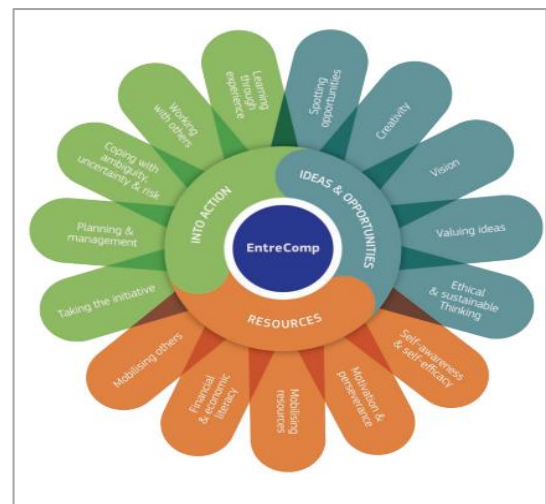 EntreComp
IDEAS & OPPORTUNITIES
Spotting
opportunities
Creativity
Vision
Valuing ideas
Ethical
& sustainable
Thinking
RESOURCES
Self-awareness
& self-efficacy
Motivation &
perseverance
Mobilising
resources
Financial
& economic
literacy
Mobilising others
INTO ACTION
Taking the initiative
Planning &
management
Coping with
ambiguity,
uncertainty & risk
Working
with others
Learning
through
experience